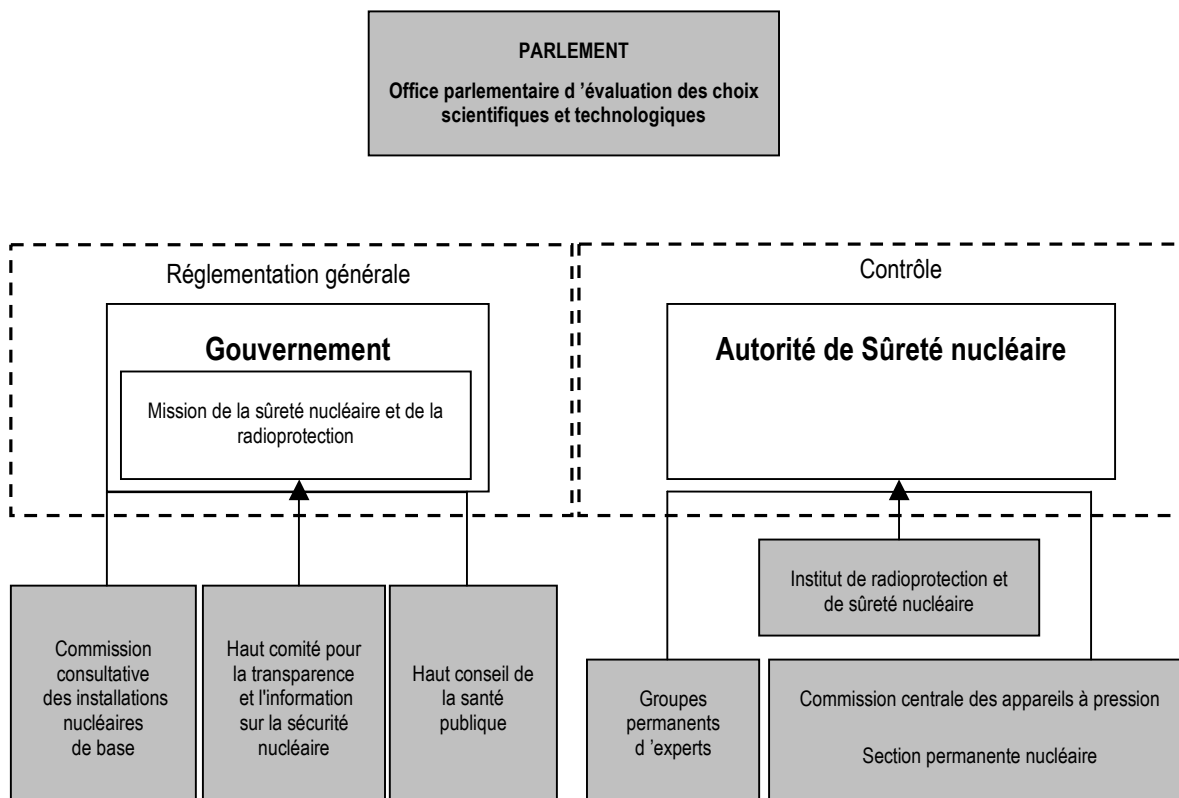 PARLEMENT
Office parlementaire d ’évaluation des choix
scientifiques et technologiques
Réglementation générale
Gouvernement
Mission de la sûreté nucléaire et de la
radioprotection
Contrôle
Autorité de Sûreté nucléaire
Commission
consultative
des installations
nucléaires
de base
Haut comité pour
la transparence
et l'information
sur la sécurité
nucléaire
Haut conseil de
la santé
publique
Institut de radioprotection et
de sûreté nucléaire
Groupes
permanents
d ’experts
Commission centrale des appareils à pression
Section permanente nucléaire